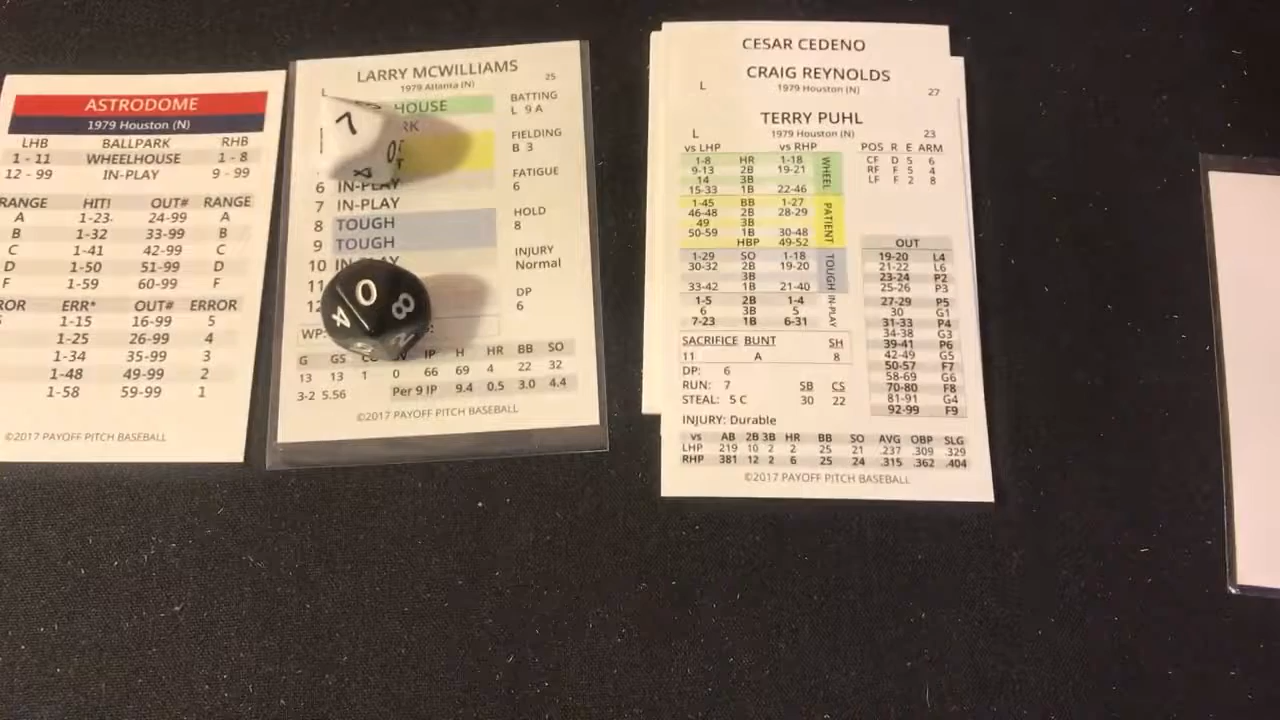 ASTRODOME
1979 Houston (N)
LHB BALLPARK RHB
1 - 11 WHEELHOUSE 1 - 8
12 - 99 IN-PLAY 9 - 99
RANGE HIT! OUT# RANGE
A 1-23 24-99 A
B 1-32 33-99 B
C 1-41 42-99 C
D 1-50 51-99 D
F 1-59 60-99 F
ERR* OUT# ERROR
1-15 16-99 5
1-25 26-99 4
1-34 35-99 3
1-48 49-99 2
1-58 59-99 1
©2017 PAYOFF PITCH BASEBALL
LARRY MCWILLIAMS
1979 Atlanta (N) 25
L
HOUSE
6 IN-PLAY
7 IN-PLAY
8 TOUGH
9 TOUGH
10 IN-PLAY
11
12
WP:
BATTING
L 9 A
FIELDING
B 3
FATIGUE
6
HOLD
8
INJURY
Normal
DP
6
G GS IP H HR BB SO
13 13 1 0 66 69 4 22 32
3-2 5.56 Per 9 IP 9.4 0.5 3.0 4.4
©2017 PAYOFF PITCH BASEBALL
7
0
8
4
CESAR CEDENO
CRAIG REYNOLDS
L 1979 Houston (N) 27
TERRY PUHL
L 1979 Houston (N) 23
vs LHP vs RHP
1-8 HR 1-18
9-13 2B 19-21
14 3B
15-33 1B 22-46
WHEEL
1-45 BB 1-27
46-48 2B 28-29
49 3B
50-59 1B 30-48
HBP 49-52
PATIENT
1-29 SO 1-18
30-32 2B 19-20
3B
33-42 1B 21-40
TOUGH
1-5 2B 1-4
6 3B 5
7-23 1B 6-31
IN-PLAY
SACRIFICE BUNT SH
11 A 8
DP: 6
RUN: 7 SB CS
STEAL: 5 C 30 22
INJURY: Durable
POS R E ARM
CF D 5 6
RF F 5 4
LF F 2 8
OUT
19-20 L4
21-22 L6
23-24 P2
25-26 P3
27-29 P5
30 G1
31-33 P4
34-38 G3
39-41 P6
42-49 G5
50-57 F7
58-69 G6
70-80 F8
81-91 G4
92-99 F9
vs AB 2B 3B HR BB SO AVG OBP SLG
LHP 219 10 2 2 25 21 .237 .309 .329
RHP 381 12 2 6 25 24 .315 .362 .404
©2017 PAYOFF PITCH BASEBALL